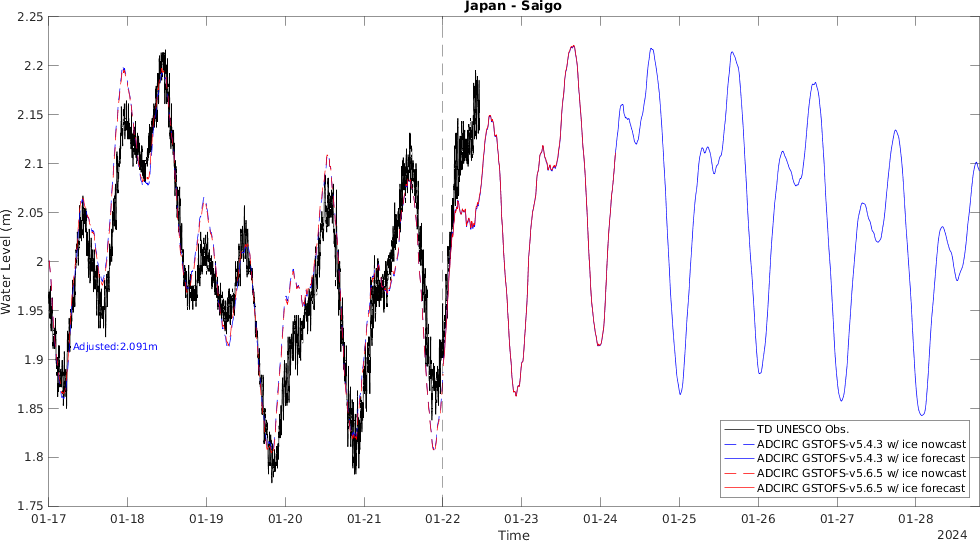 Japan - Saigo
2.25
2.2
2.15
2.1
2.05
2
1.95
1.9
1.85
1.8
1.75
Water Level (m)
Adjusted:2.091m
TD UNESCO Obs.
ADCIRC GSTOFS-v5.4.3 w/ ice nowcast
ADCIRC GSTOFS-v5.4.3 w/ ice forecast
ADCIRC GSTOFS-v5.6.5 w/ ice nowcast
ADCIRC GSTOFS-v5.6.5 w/ ice forecast
01-17 01-18 01-19 01-20 01-21 01-22 01-23 01-24 01-25 01-26 01-27 01-28
Time
2024